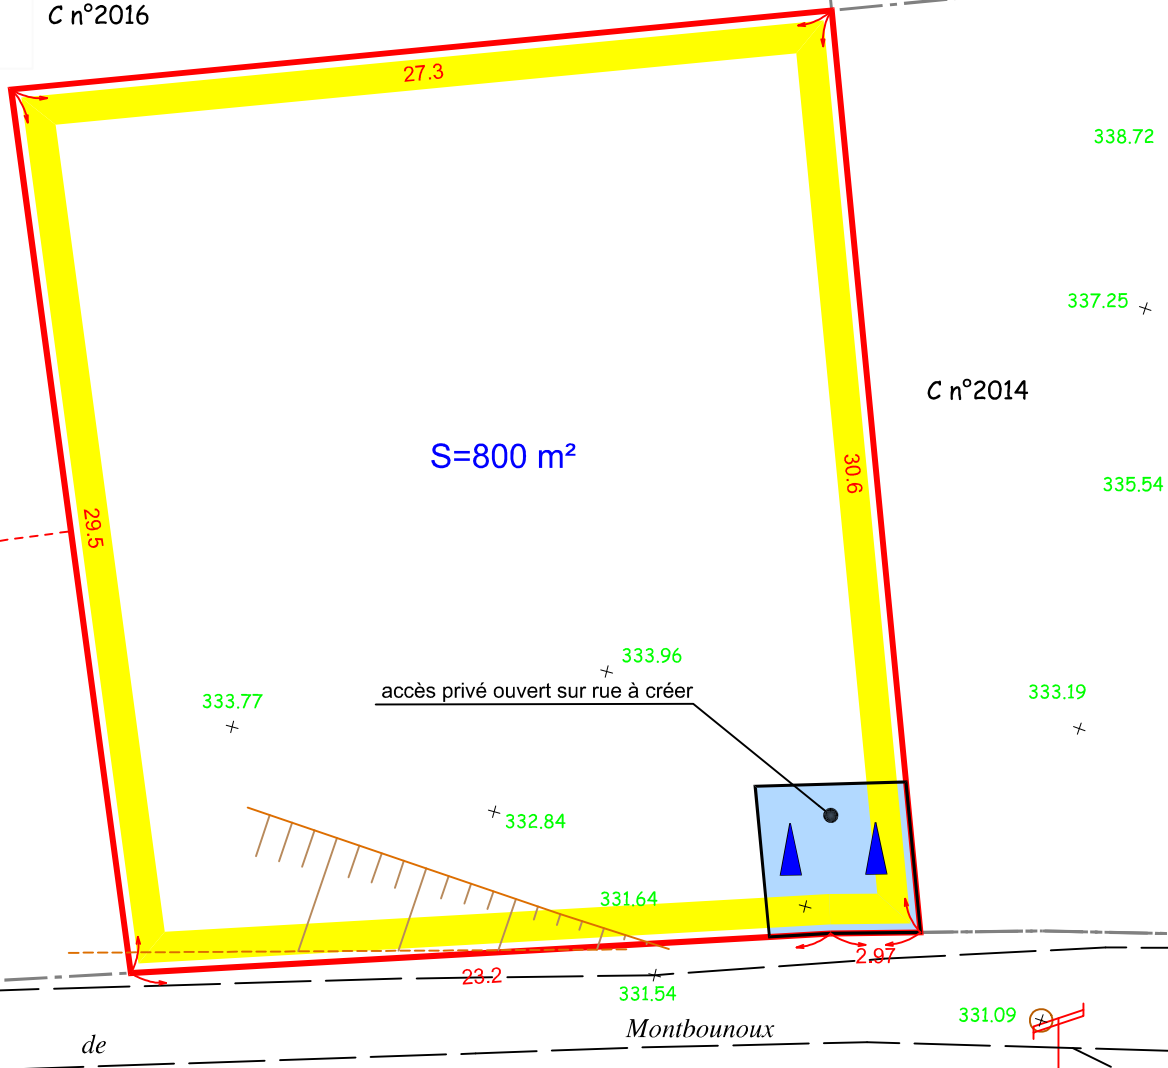 C n°2016
27.3
338.72
337.25
C n°2014
S=800 m²
30.6
335.54
29.5
333.96
accès privé ouvert sur rue à créer
333.77
333.19
332.84
331.64
2.97
23.2
331.54
331.09
Montbounoux
de